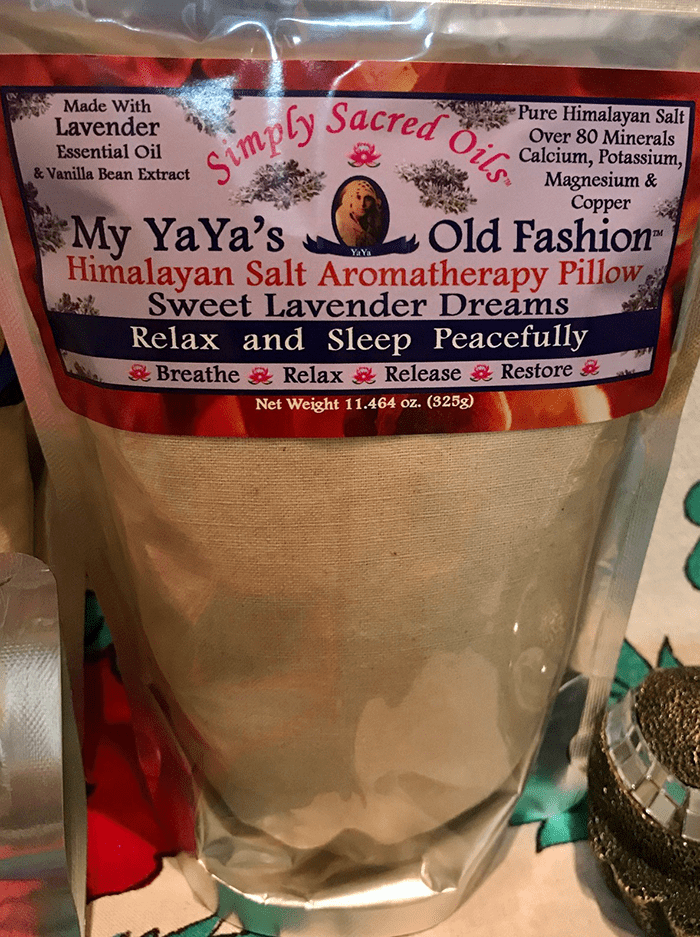 Made With
Lavender
Essential Oil
& Vanilla Bean Extract
Simply Sacred Oils™
Pure Himalayan Salt
Over 80 Minerals
Calcium, Potassium,
Magnesium &
Copper
My YaYa's Old Fashion™
YaYa
Himalayan Salt Aromatherapy Pillow
Sweet Lavender Dreams
Relax and Sleep Peacefully
Breathe Relax Release Restore
Net Weight 11.464 oz. (325g)